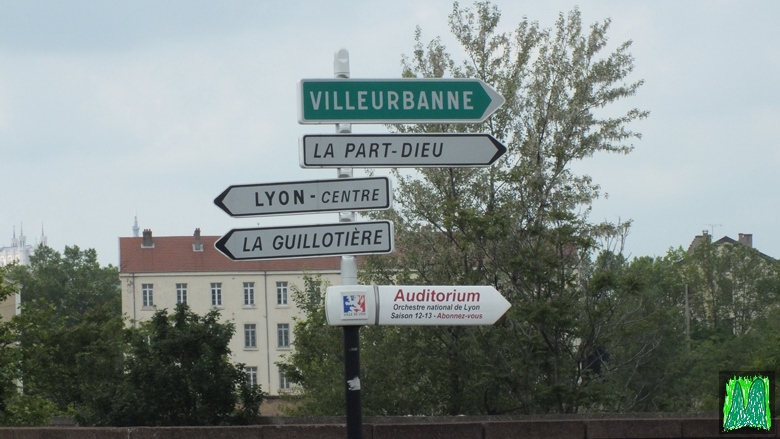 VILLEURBANNE
LA PART-DIEU
LYON - CENTRE
LA GUILLOTIÈRE
Auditorium
Orchestre national de Lyon
Saison 12-13 - Abonnez-vous